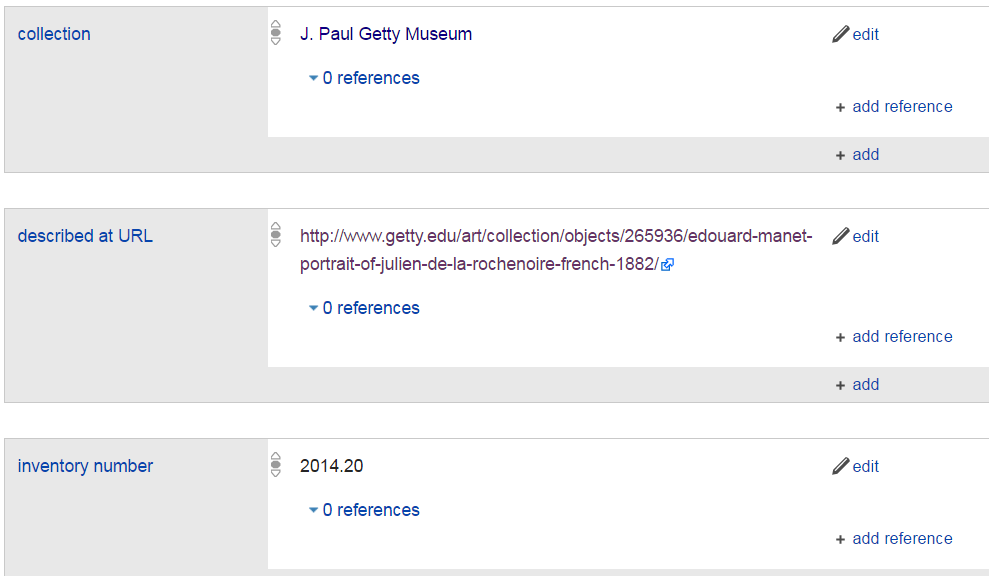 collection
J. Paul Getty Museum
edit
0 references
+ add reference
+ add
described at URL
http://www.getty.edu/art/collection/objects/265936/edouard-manet-
portrait-of-julien-de-la-rochenoire-french-1882/
edit
0 references
+ add reference
+ add
inventory number
2014.20
edit
0 references
+ add reference